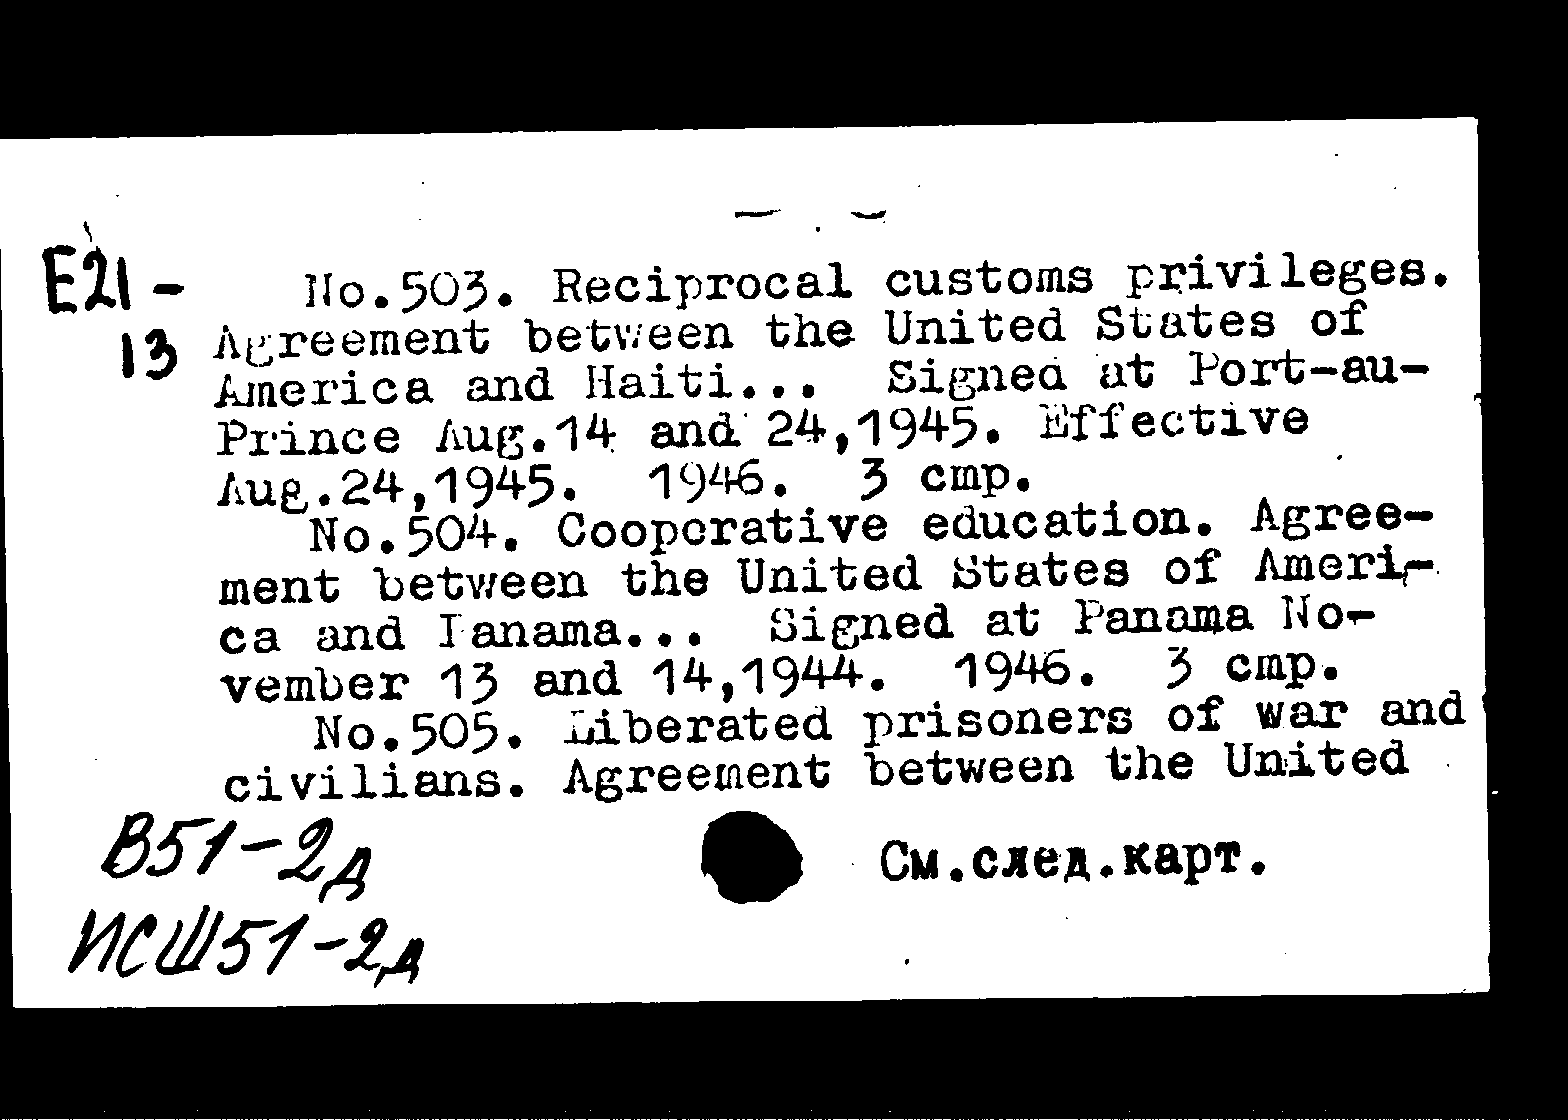 E21-
13
No.503. Reciprocal customs privileges.
Agreement between the United States of
America and Haiti... Signed at Port-au-
Prince Aug.14 and 24,1945. Effective
Aug.24,1945. 1946. 3 стр.
No.504. Cooperative education. Agree-
ment between the United States of Ameri-
ca and Panama... Signed at Panama No-
vember 13 and 14,1944. 1946. 3 стр.
No.505. Liberated prisoners of war and
civilians. Agreement between the United
В51-2д
ИСШ51-2д
См.след.карт.